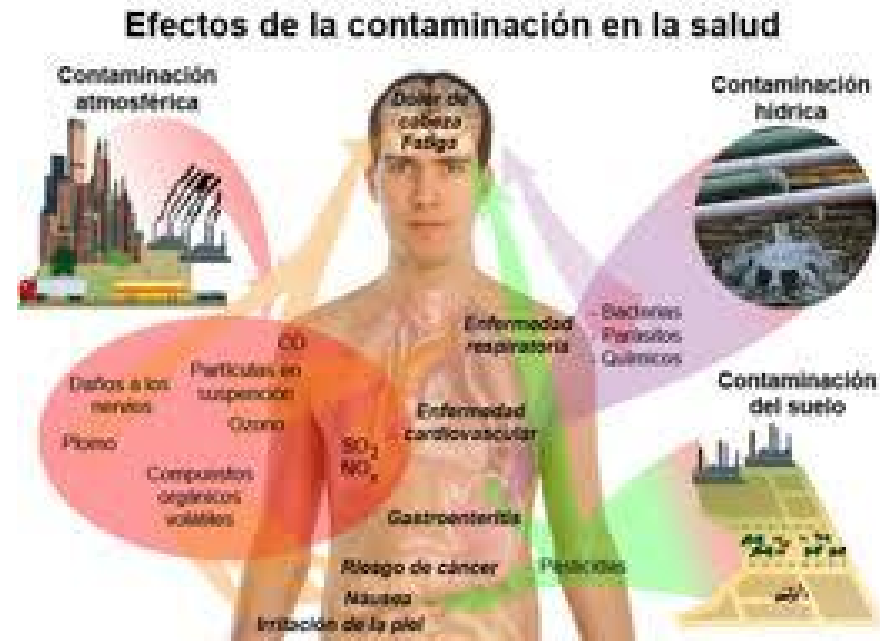 Efectos de la contaminación en la salud
Contaminación
atmosférica
Contaminación
hídrica
Dolor de
cabeza
Fatiga
CO
Partículas en
suspención
Daños a los
nervios
Ozono
Plomo
SO2
NOx
Compuestos
orgánicos
volátiles
Enfermedad
respiratoria
- Bacterias
- Parásitos
- Químicos
Contaminación
del suelo
Enfermedad
cardiovascular
Gastroenteritis
Pesticidas
Riesgo de cáncer
Náusea
Irritación de la piel